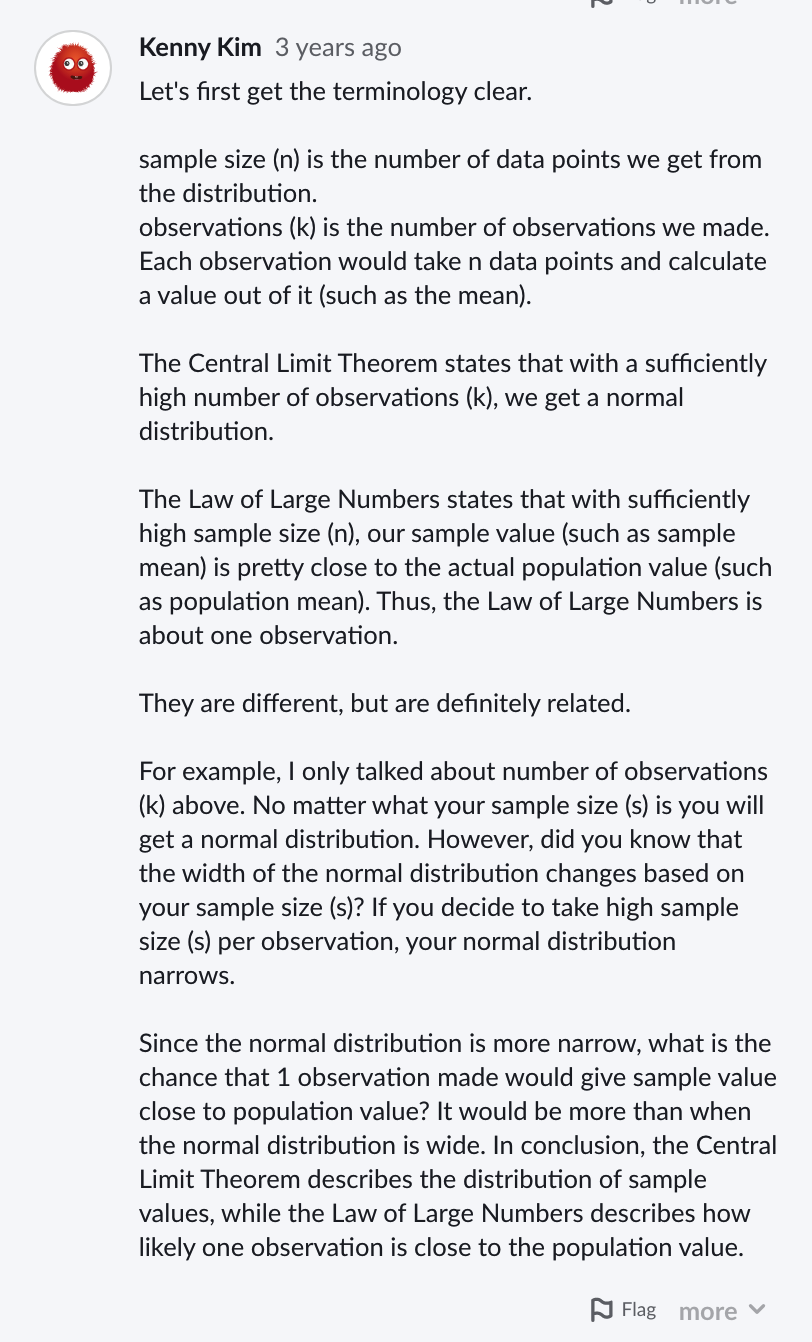 more
Kenny Kim 3 years ago
Let's first get the terminology clear.
sample size (n) is the number of data points we get from
the distribution.
observations (k) is the number of observations we made.
Each observation would take n data points and calculate
a value out of it (such as the mean).
The Central Limit Theorem states that with a sufficiently
high number of observations (k), we get a normal
distribution.
The Law of Large Numbers states that with sufficiently
high sample size (n), our sample value (such as sample
mean) is pretty close to the actual population value (such
as population mean). Thus, the Law of Large Numbers is
about one observation.
They are different, but are definitely related.
For example, I only talked about number of observations
(k) above. No matter what your sample size (s) is you will
get a normal distribution. However, did you know that
the width of the normal distribution changes based on
your sample size (s)? If you decide to take high sample
size (s) per observation, your normal distribution
narrows.
Since the normal distribution is more narrow, what is the
chance that 1 observation made would give sample value
close to population value? It would be more than when
the normal distribution is wide. In conclusion, the Central
Limit Theorem describes the distribution of sample
values, while the Law of Large Numbers describes how
likely one observation is close to the population value.
Flag more